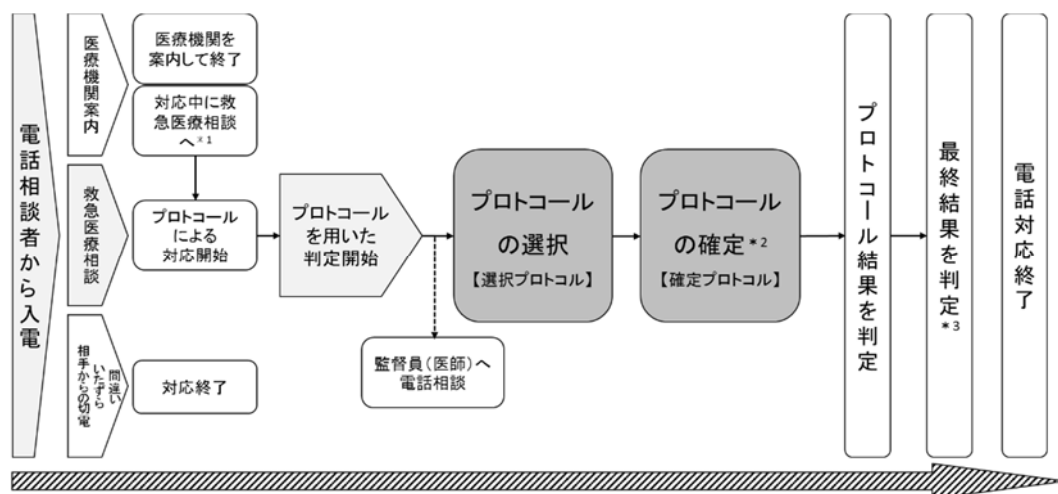 電話相談者から入電
医療機関案内
医療機関を
案内して終了
対応中に救
急医療相談
へ※1
救急医療相談
プロトコール
による
対応開始
間違い
いたずら
相手からの切電
対応終了
プロトコール
を用いた
判定開始
監督員(医師)へ
電話相談
プロトコール
の選択
【選択プロトコル】
プロトコール
の確定*2
【確定プロトコル】
プロトコール結果を判定
最終結果を判定*3
電話対応終了